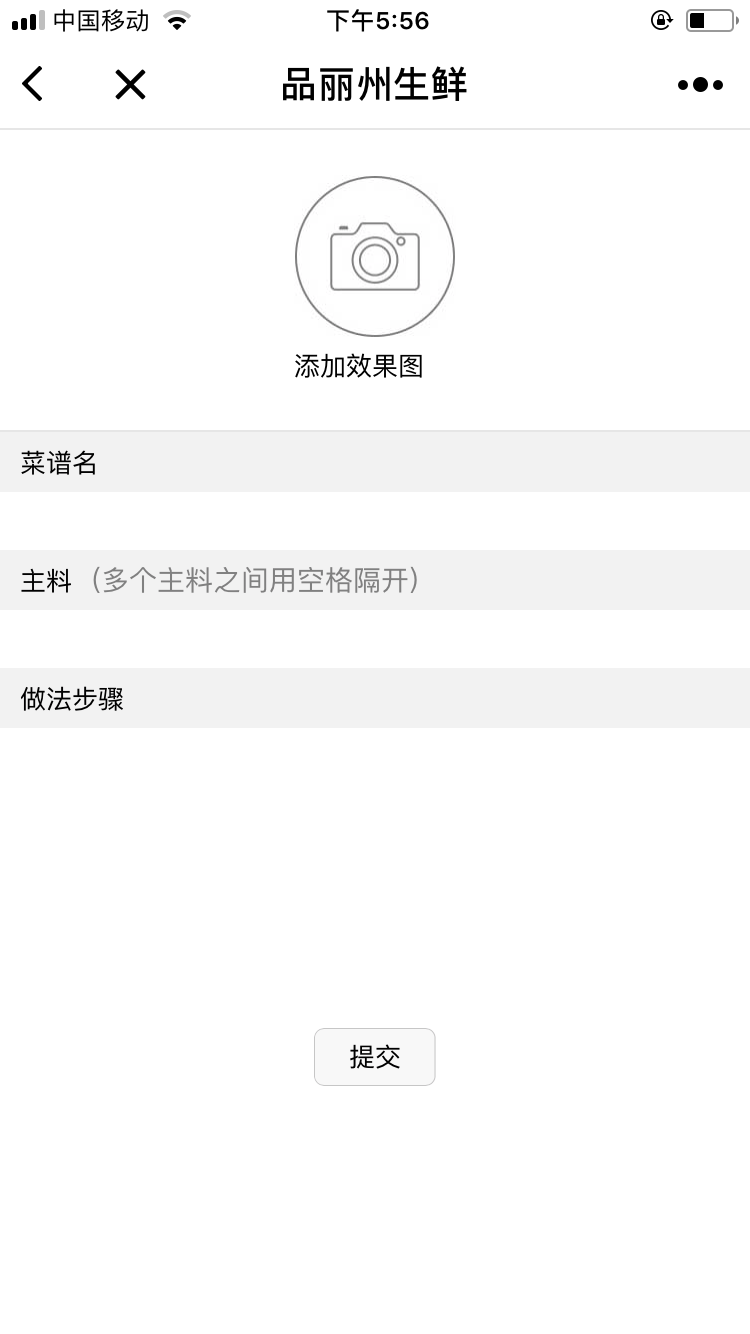 中国移动 下午5:56
品丽州生鲜
添加效果图
菜谱名
主料（多个主料之间用空格隔开）
做法步骤
提交